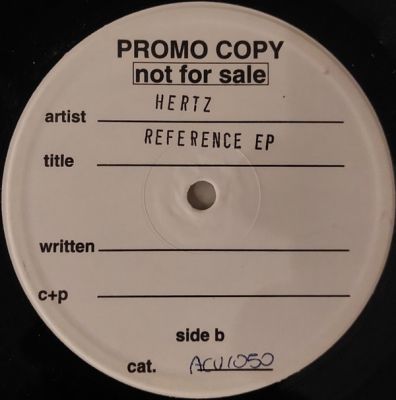 PROMO COPY
not for sale
artist HERTZ
title REFERENCE EP
written
c+p
side b
cat. ACU1050